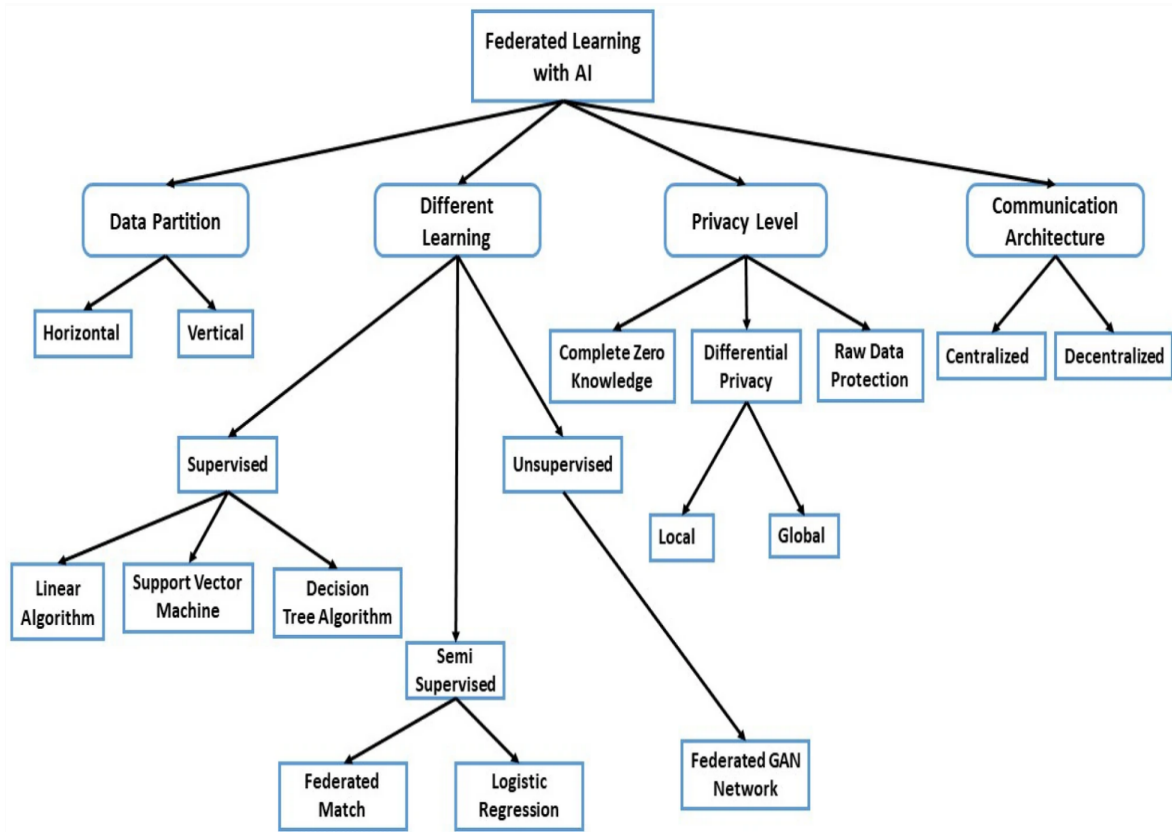 Federated Learning
with AI
Data Partition
Different
Learning
Privacy Level
Communication
Architecture
Horizontal
Vertical
Complete Zero
Knowledge
Differential
Privacy
Raw Data
Protection
Centralized
Decentralized
Supervised
Unsupervised
Local
Global
Linear
Algorithm
Support Vector
Machine
Decision
Tree Algorithm
Semi
Supervised
Federated
Match
Logistic
Regression
Federated GAN
Network